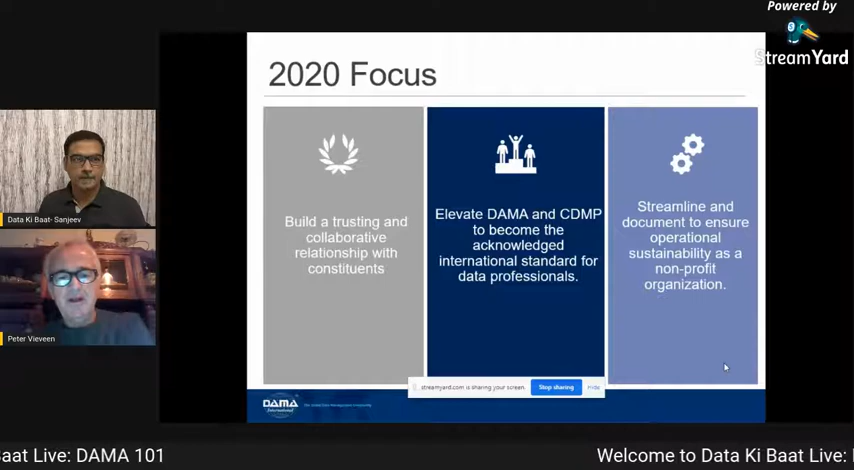 Powered by
StreamYard
2020 Focus
Build a trusting and
collaborative
relationship with
constituents
Elevate DAMA and CDMP
to become the
acknowledged
international standard for
data professionals.
Streamline and
document to ensure
operational
sustainability as a
non-profit
organization.
Data Ki Baat- Sanjeev
Peter Vieveen
streamyard.com is sharing your screen.
Stop sharing
Hide
DAMA
International
aat Live: DAMA 101
Welcome to Data Ki Baat Live: